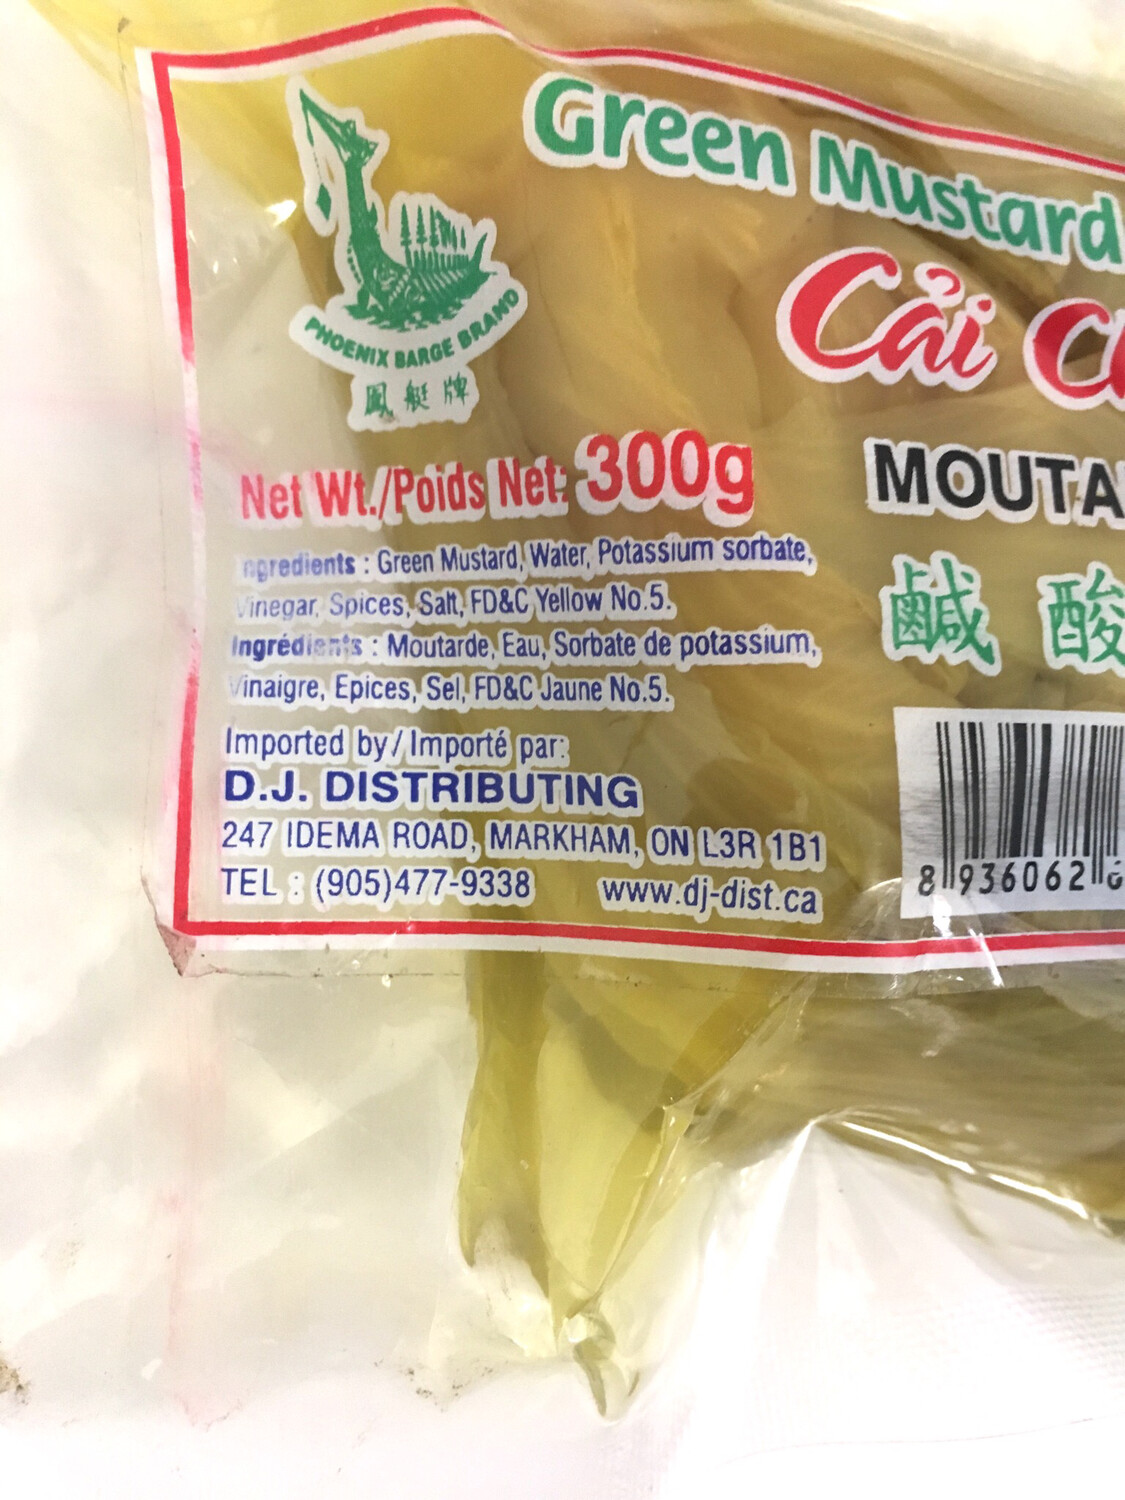 Green Mustard
Cải
PHOENIX BARGE BRAND
鳳艇牌
Net Wt./Poids Net: 300g
MOUTA
ngredients : Green Mustard, Water, Potassium sorbate,
Vinegar, Spices, Salt, FD&C Yellow No.5.
鹹 酸
Ingrédients : Moutarde, Eau, Sorbate de potassium,
Vinaigre, Epices, Sel, FD&C Jaune No.5.
Imported by/Importé par:
D.J. DISTRIBUTING
247 IDEMA ROAD, MARKHAM, ON L3R 1B1
TEL : (905)477-9338 www.dj-dist.ca
8 936062